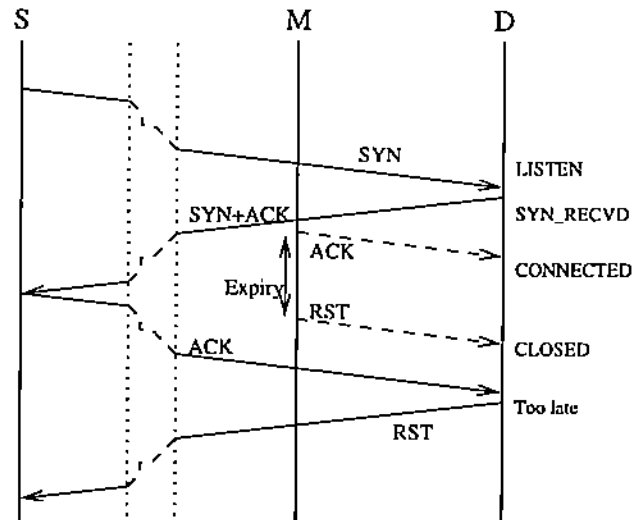 S
M
D
SYN
LISTEN
SYN+ACK
SYN_RECVD
ACK
CONNECTED
Expiry
RST
CLOSED
ACK
Too late
RST